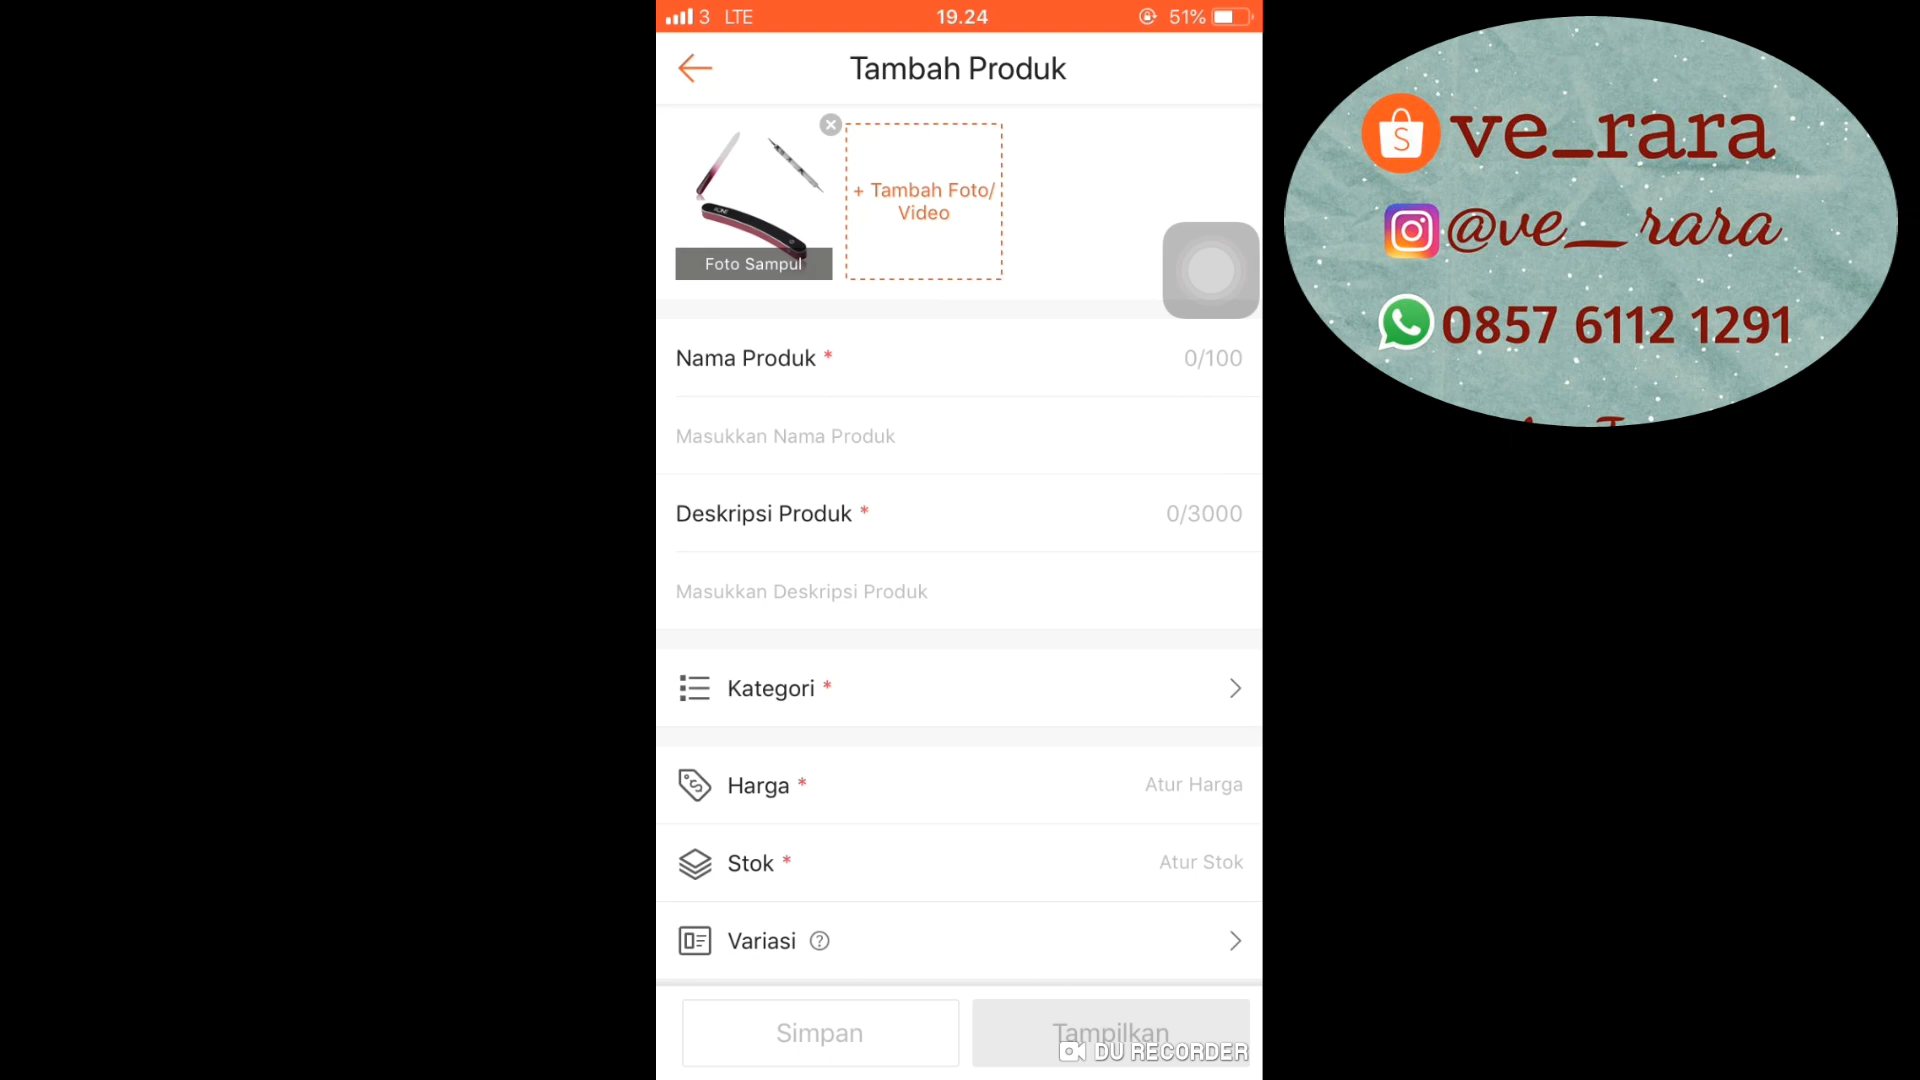 3 LTE 19.24 51%
Tambah Produk
+ Tambah Foto/
Video
Foto Sampul
Nama Produk * 0/100
Masukkan Nama Produk
Deskripsi Produk * 0/3000
Masukkan Deskripsi Produk
Kategori *
Harga * Atur Harga
Stok * Atur Stok
Variasi ?
Simpan
Tampilkan
DU RECORDER
ve_rara
@ve__rara
0857 6112 1291